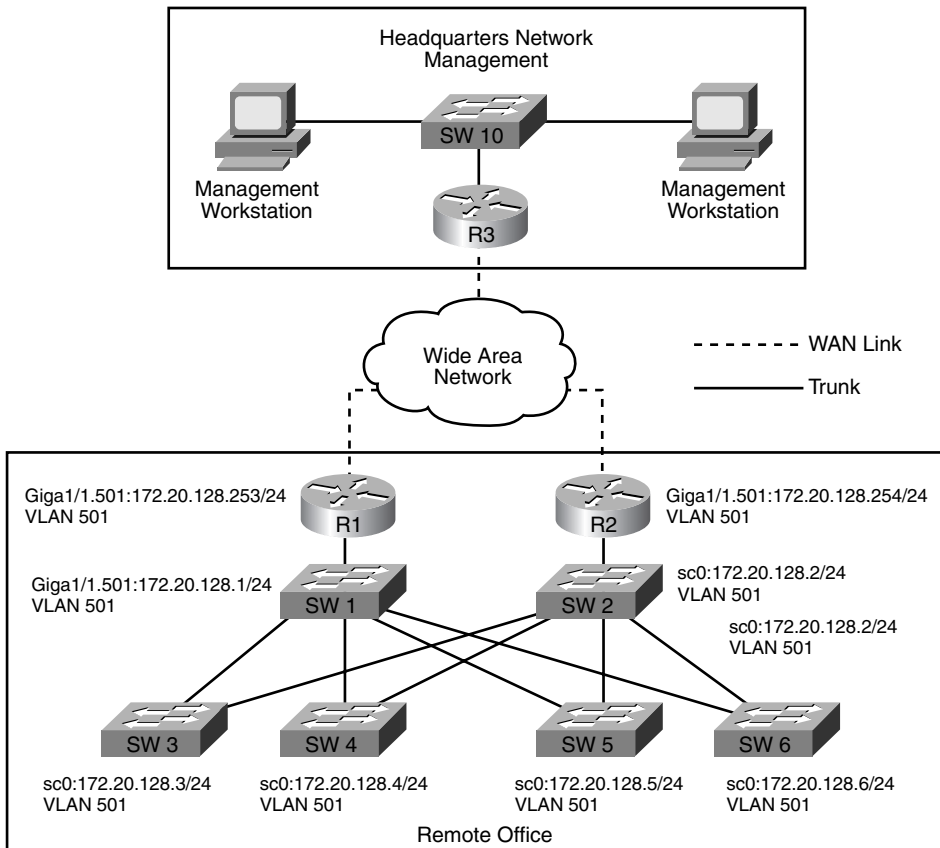 Headquarters Network
Management
SW 10
Management
Workstation
Management
Workstation
R3
Wide Area
Network
WAN Link
Trunk
Giga1/1.501:172.20.128.253/24
VLAN 501
R1
Giga1/1.501:172.20.128.254/24
VLAN 501
R2
Giga1/1.501:172.20.128.1/24
VLAN 501
SW 1
sc0:172.20.128.2/24
VLAN 501
SW 2
sc0:172.20.128.2/24
VLAN 501
SW 3
SW 4
SW 5
SW 6
sc0:172.20.128.3/24
VLAN 501
sc0:172.20.128.4/24
VLAN 501
sc0:172.20.128.5/24
VLAN 501
sc0:172.20.128.6/24
VLAN 501
Remote Office